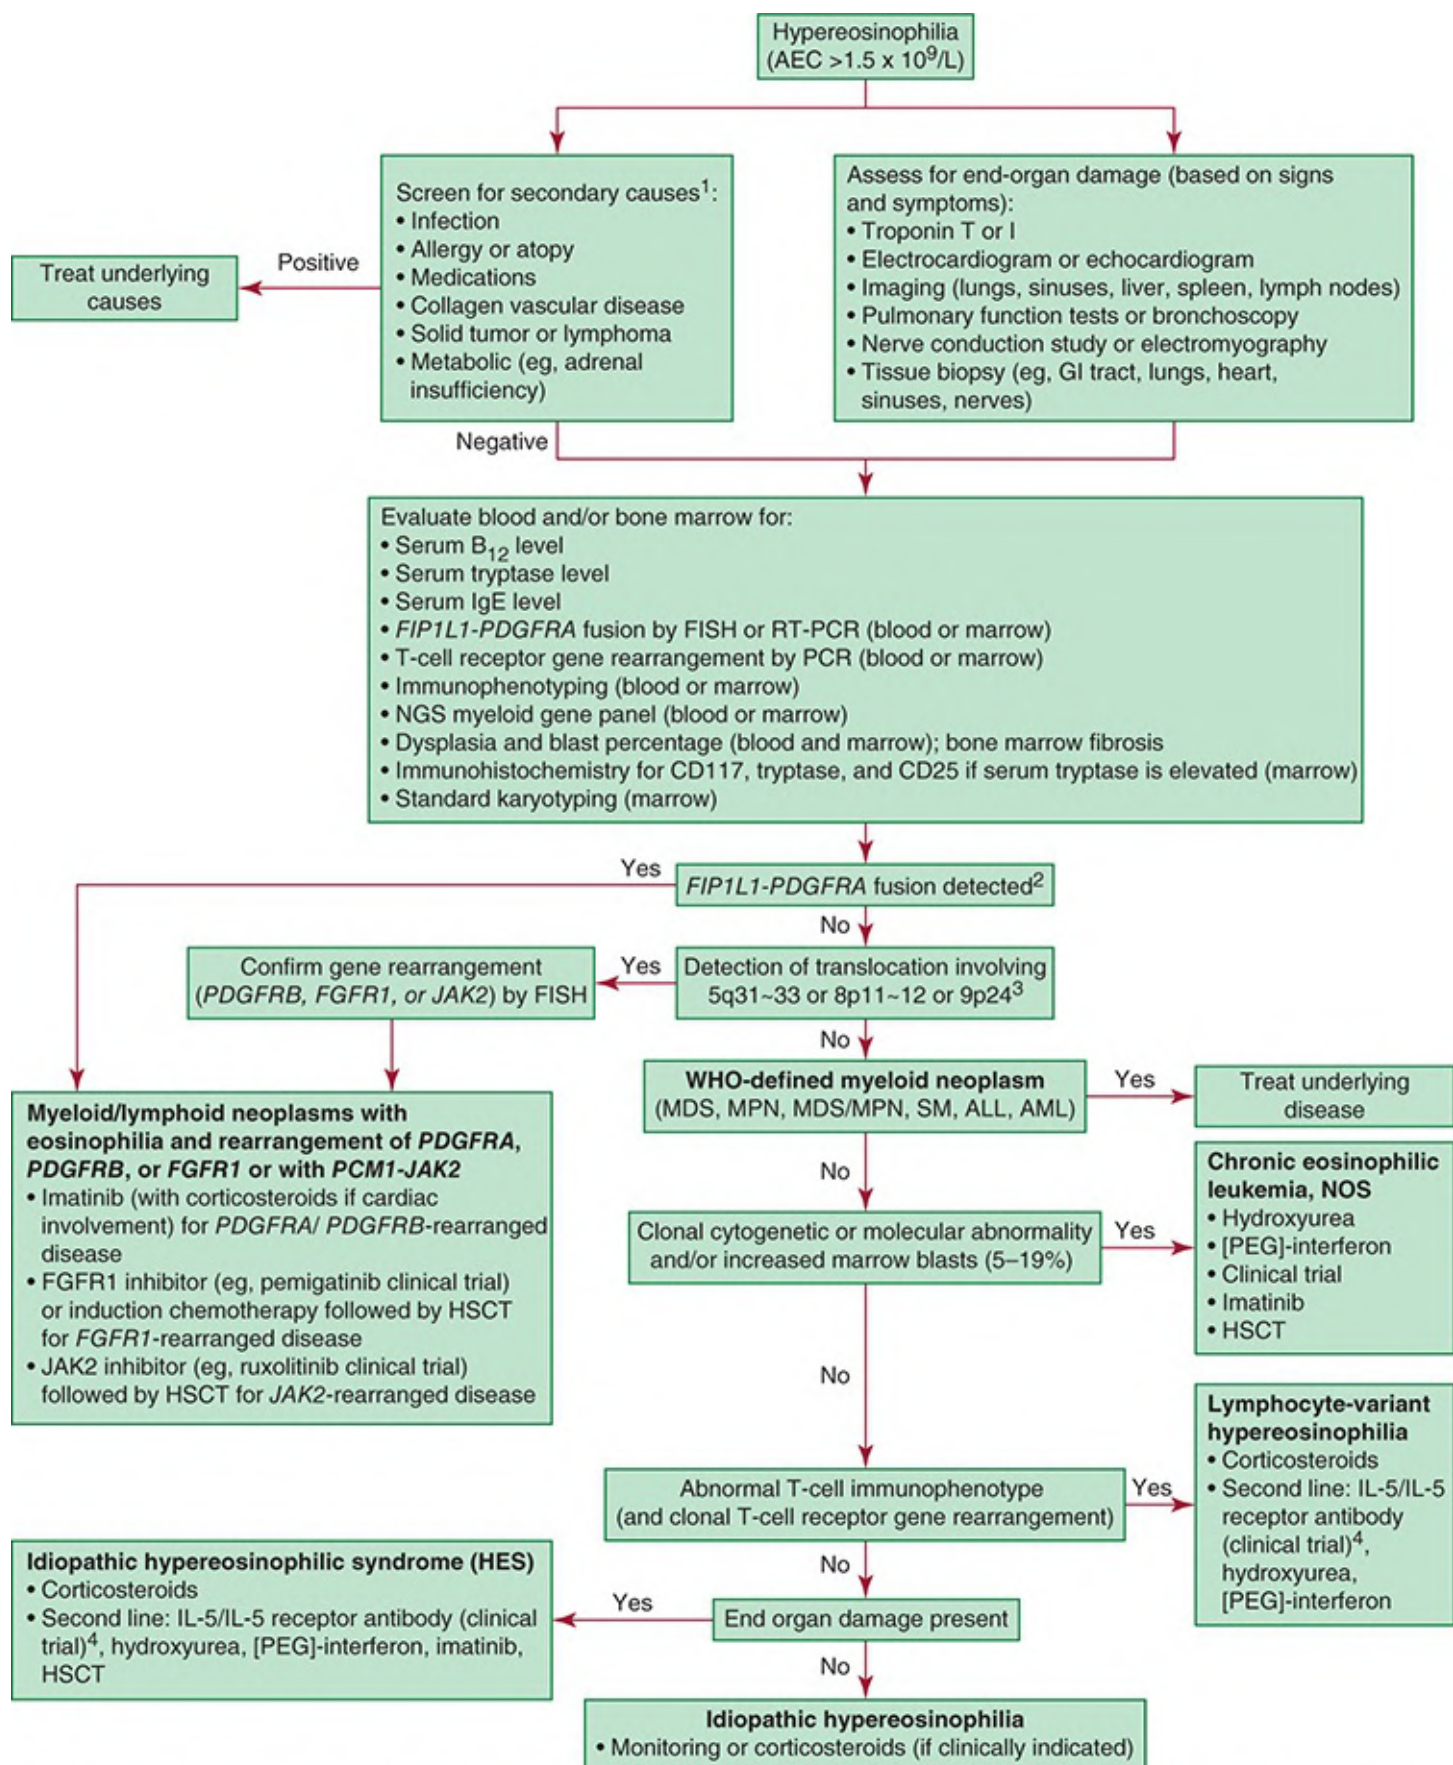 Hypereosinophilia
(AEC >1.5 x 10⁹/L)
Screen for secondary causes¹:
• Infection
• Allergy or atopy
• Medications
• Collagen vascular disease
• Solid tumor or lymphoma
• Metabolic (eg, adrenal
insufficiency)
Assess for end-organ damage (based on signs
and symptoms):
• Troponin T or I
• Electrocardiogram or echocardiogram
• Imaging (lungs, sinuses, liver, spleen, lymph nodes)
• Pulmonary function tests or bronchoscopy
• Nerve conduction study or electromyography
• Tissue biopsy (eg, GI tract, lungs, heart,
sinuses, nerves)
Positive
Treat underlying
causes
Negative
Evaluate blood and/or bone marrow for:
• Serum B₁₂ level
• Serum tryptase level
• Serum IgE level
• FIP1L1-PDGFRA fusion by FISH or RT-PCR (blood or marrow)
• T-cell receptor gene rearrangement by PCR (blood or marrow)
• Immunophenotyping (blood or marrow)
• NGS myeloid gene panel (blood or marrow)
• Dysplasia and blast percentage (blood and marrow); bone marrow fibrosis
• Immunohistochemistry for CD117, tryptase, and CD25 if serum tryptase is elevated (marrow)
• Standard karyotyping (marrow)
Yes
FIP1L1-PDGFRA fusion detected²
No
Confirm gene rearrangement
(PDGFRB, FGFR1, or JAK2) by FISH
Yes
Detection of translocation involving
5q31~33 or 8p11~12 or 9p24³
No
WHO-defined myeloid neoplasm
(MDS, MPN, MDS/MPN, SM, ALL, AML)
Yes
Treat underlying
disease
Myeloid/lymphoid neoplasms with
eosinophilia and rearrangement of PDGFRA,
PDGFRB, or FGFR1 or with PCM1-JAK2
• Imatinib (with corticosteroids if cardiac
involvement) for PDGFRA/ PDGFRB-rearranged
disease
• FGFR1 inhibitor (eg, pemigatinib clinical trial)
or induction chemotherapy followed by HSCT
for FGFR1-rearranged disease
• JAK2 inhibitor (eg, ruxolitinib clinical trial)
followed by HSCT for JAK2-rearranged disease
No
Clonal cytogenetic or molecular abnormality
and/or increased marrow blasts (5–19%)
Yes
Chronic eosinophilic
leukemia, NOS
• Hydroxyurea
• [PEG]-interferon
• Clinical trial
• Imatinib
• HSCT
No
Abnormal T-cell immunophenotype
(and clonal T-cell receptor gene rearrangement)
Yes
Lymphocyte-variant
hypereosinophilia
• Corticosteroids
• Second line: IL-5/IL-5
receptor antibody
(clinical trial)⁴,
hydroxyurea,
[PEG]-interferon
No
End organ damage present
Yes
Idiopathic hypereosinophilic syndrome (HES)
• Corticosteroids
• Second line: IL-5/IL-5 receptor antibody (clinical
trial)⁴, hydroxyurea, [PEG]-interferon, imatinib,
HSCT
No
Idiopathic hypereosinophilia
• Monitoring or corticosteroids (if clinically indicated)